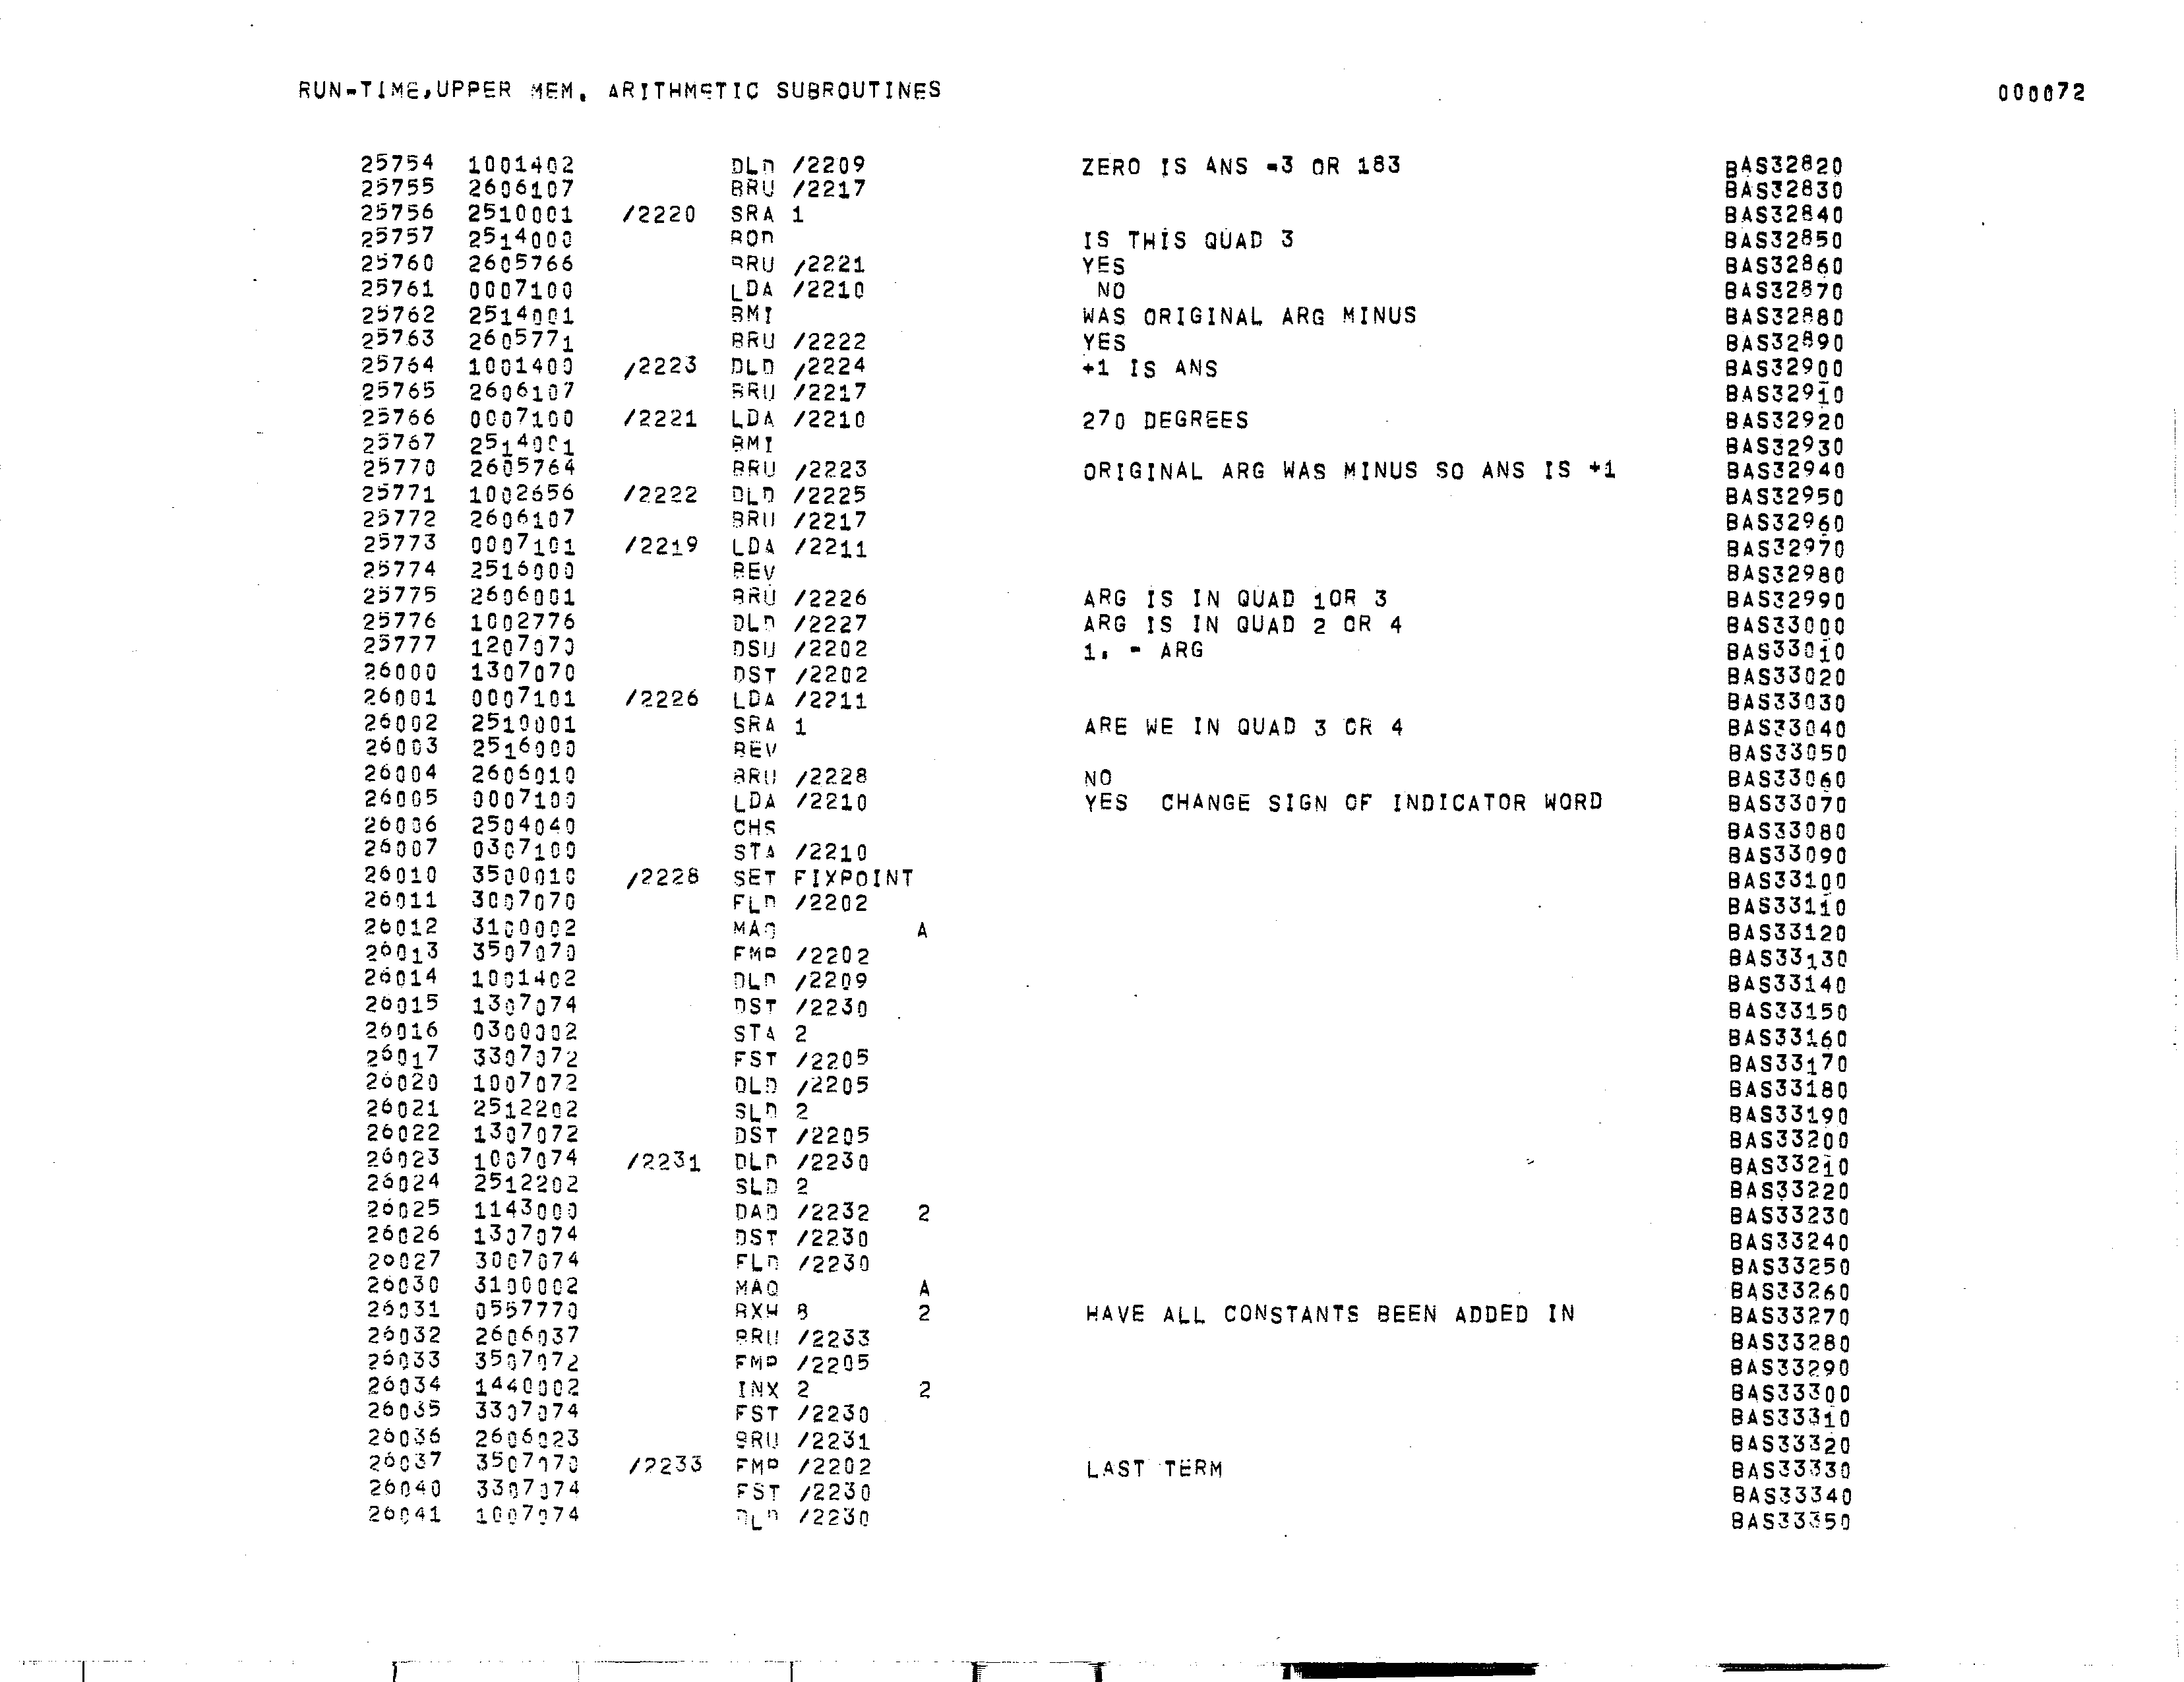 RUN-TIME,UPPER MEM. ARITHMETIC SUBROUTINES 000072
25754 1001402 DLD /2209 ZERO IS ANS -3 OR 183 BAS32820
25755 2606107 BRU /2217 BAS32830
25756 2510001 /2220 SRA 1 BAS32840
25757 2514000 BOD IS THIS QUAD 3 BAS32850
25760 2605766 BRU /2221 YES BAS32860
25761 0007100 LDA /2210 NO BAS32870
25762 2514001 BMI WAS ORIGINAL ARG MINUS BAS32880
25763 2605771 BRU /2222 YES BAS32890
25764 1001400 /2223 DLD /2224 +1 IS ANS BAS32900
25765 2606107 BRU /2217 BAS32910
25766 0007100 /2221 LDA /2210 270 DEGREES BAS32920
25767 2514001 BMI BAS32930
25770 2605764 BRU /2223 ORIGINAL ARG WAS MINUS SO ANS IS +1 BAS32940
25771 1002656 /2222 DLD /2225 BAS32950
25772 2606107 BRU /2217 BAS32960
25773 0007101 /2219 LDA /2211 BAS32970
25774 2516000 BEV BAS32980
25775 2606001 BRU /2226 ARG IS IN QUAD 1OR 3 BAS32990
25776 1002776 DLD /2227 ARG IS IN QUAD 2 OR 4 BAS33000
25777 1207070 DSU /2202 1. - ARG BAS33010
26000 1307070 DST /2202 BAS33020
26001 0007101 /2226 LDA /2211 BAS33030
26002 2510001 SRA 1 ARE WE IN QUAD 3 OR 4 BAS33040
26003 2516000 BEV BAS33050
26004 2606010 BRU /2228 NO BAS33060
26005 0007100 LDA /2210 YES CHANGE SIGN OF INDICATOR WORD BAS33070
26006 2504040 CHS BAS33080
26007 0307100 STA /2210 BAS33090
26010 3500010 /2228 SET FIXPOINT BAS33100
26011 3007070 FLD /2202 BAS33110
26012 3100002 MAQ A BAS33120
26013 3507070 FMP /2202 BAS33130
26014 1001402 DLD /2209 BAS33140
26015 1307074 DST /2230 BAS33150
26016 0300002 STA 2 BAS33160
26017 3307072 FST /2205 BAS33170
26020 1007072 DLD /2205 BAS33180
26021 2512202 SLD 2 BAS33190
26022 1307072 DST /2205 BAS33200
26023 1007074 /2231 DLD /2230 BAS33210
26024 2512202 SLD 2 BAS33220
26025 1143000 DAD /2232 2 BAS33230
26026 1307074 DST /2230 BAS33240
26027 3007074 FLD /2230 BAS33250
26030 3100002 MAQ A BAS33260
26031 0557770 BXH 8 2 HAVE ALL CONSTANTS BEEN ADDED IN BAS33270
26032 2606037 BRU /2233 BAS33280
26033 3507072 FMP /2205 BAS33290
26034 1440002 INX 2 2 BAS33300
26035 3307074 FST /2230 BAS33310
26036 2606023 BRU /2231 BAS33320
26037 3507070 /2233 FMP /2202 LAST TERM BAS33330
26040 3307074 FST /2230 BAS33340
26041 1007074 DLD /2230 BAS33350